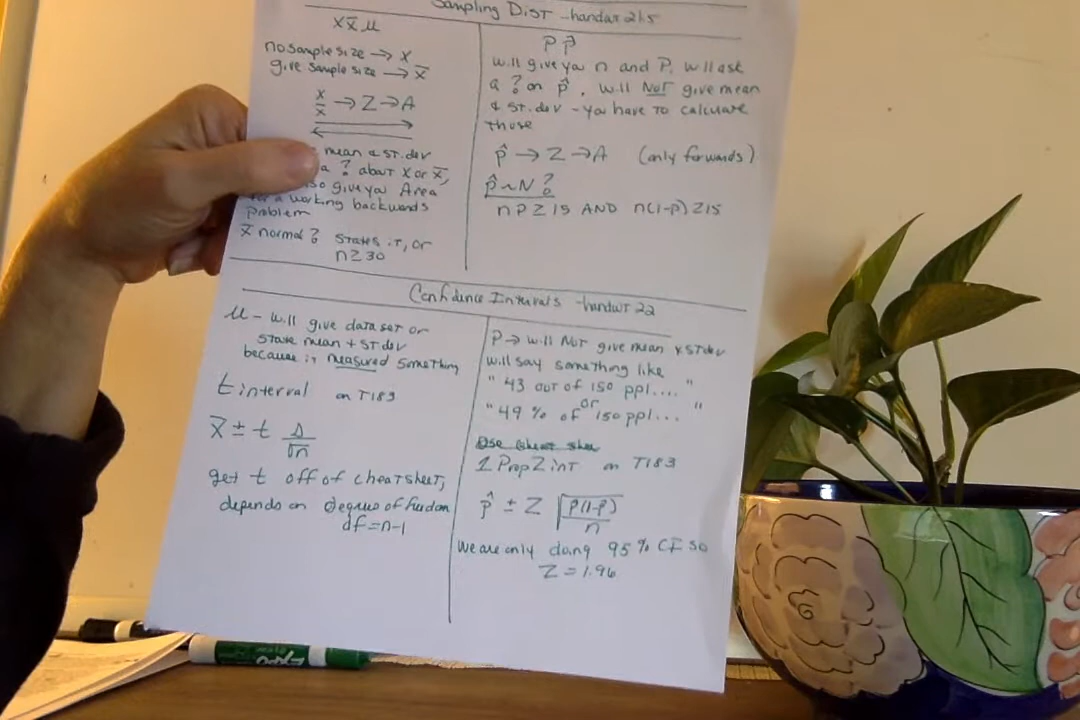 Sampling Dist - handout 21.5
X X̄ μ
no sample size → X
give sample size → X̄
X
X̄ → Z → A
mean & st.dev
a ? about X or X̄,
so give you Area
a working backwards
problem
X̄ normal? states it, or
n ≥ 30
P p̂
will give you n and P. will ask
a ? on p̂. will NOT give mean
& st.dev - you have to calculate
those
p̂ → Z → A (only forwards)
p̂ ~ N?
np ≥ 15 AND n(1-p) ≥ 15
Confidence Intervals - handout 22
μ - will give data set or
state mean + st dev
because it measured something
t interval on TI83
X̄ ± t s/√n
get t off of cheatsheet,
depends on degrees of freedom
df = n-1
P → will NOT give mean & st dev
will say something like
" 43 out of 150 ppl.... "
or
" 49 % of 150 ppl... "
1 Prop Z int on TI83
p̂ ± Z √p(1-p)/n
we are only doing 95% CI so
Z = 1.96
EXPO